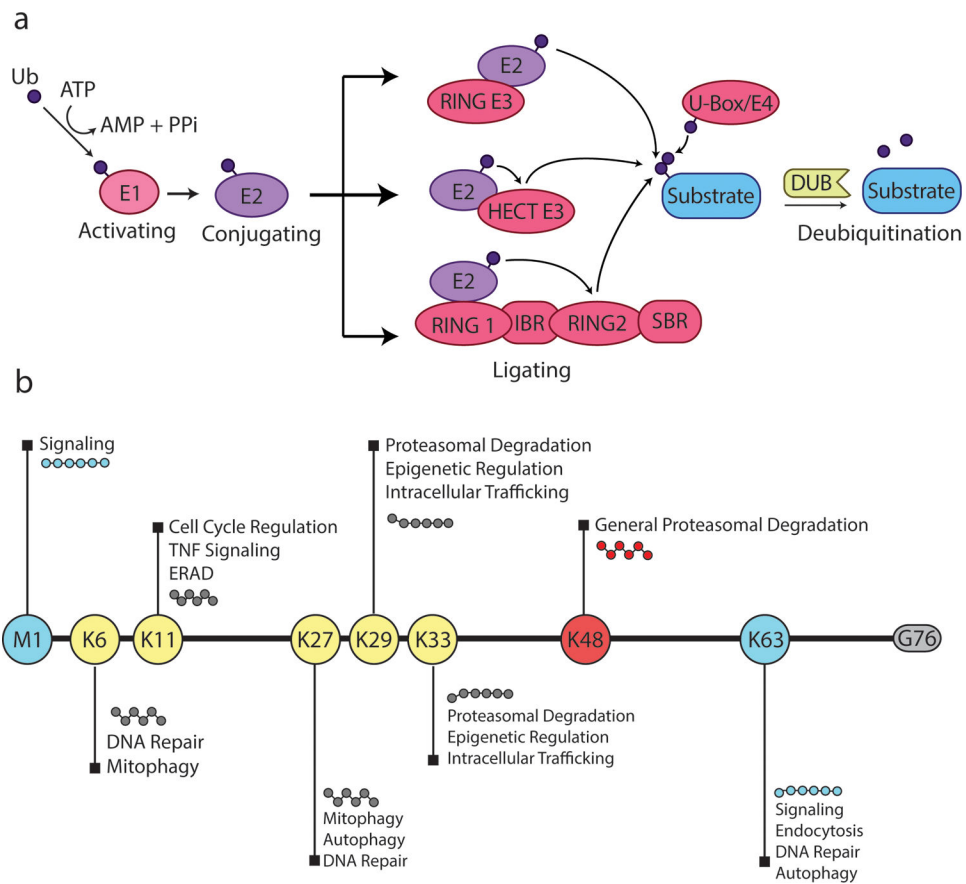 a
Ub
ATP
AMP + PPi
E1
Activating
E2
Conjugating
E2
RING E3
E2
HECT E3
E2
RING 1
IBR
RING2
SBR
Ligating
U-Box/E4
Substrate
DUB
Substrate
Deubiquitination
b
Signaling
Cell Cycle Regulation
TNF Signaling
ERAD
Proteasomal Degradation
Epigenetic Regulation
Intracellular Trafficking
General Proteasomal Degradation
M1
K6
K11
K27
K29
K33
K48
K63
G76
DNA Repair
Mitophagy
Mitophagy
Autophagy
DNA Repair
Proteasomal Degradation
Epigenetic Regulation
Intracellular Trafficking
Signaling
Endocytosis
DNA Repair
Autophagy